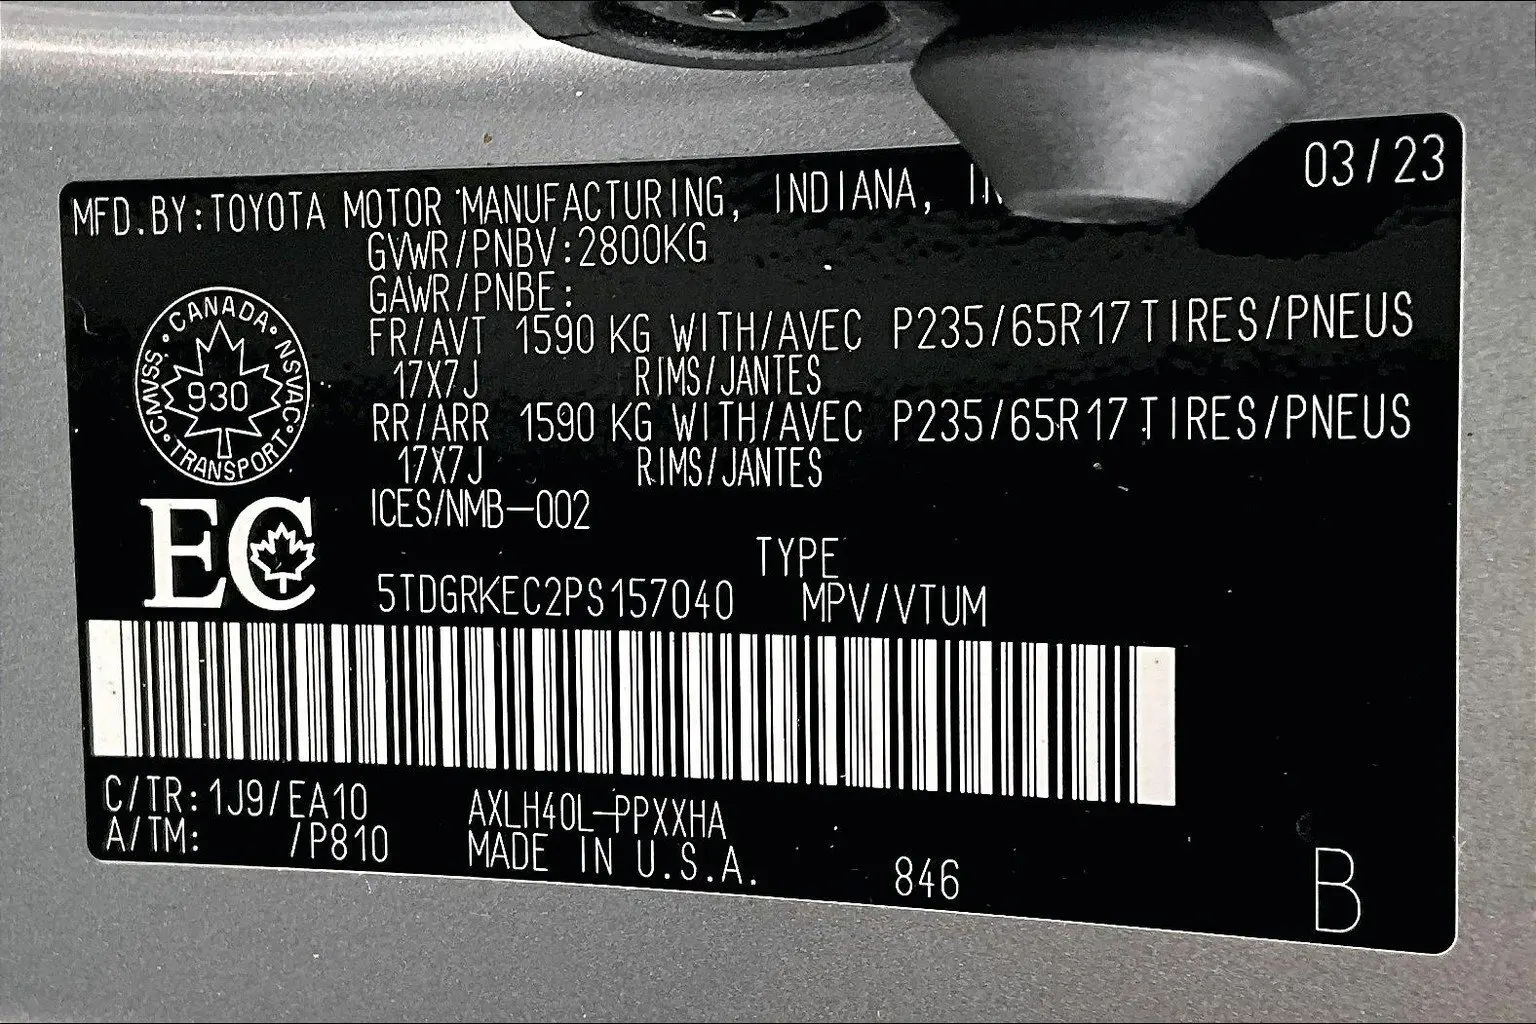 03/23
MFD.BY:TOYOTA MOTOR MANUFACTURING, INDIANA,
GVWR/PNBV:2800KG
GAWR/PNBE:
FR/AVT 1590 KG WITH/AVEC P235/65R17 TIRES/PNEUS
17X7J RIMS/JANTES
RR/ARR 1590 KG WITH/AVEC P235/65R17 TIRES/PNEUS
17X7J RIMS/JANTES
ICES/NMB-002
CANADA · NSVAC · TRANSPORT · CMVSS ·
930
EC
TYPE
5TDGRKEC2PS157040 MPV/VTUM
C/TR: 1J9/EA10 AXLH40L-PPXXHA
A/TM: /P810 MADE IN U.S.A. 846
B